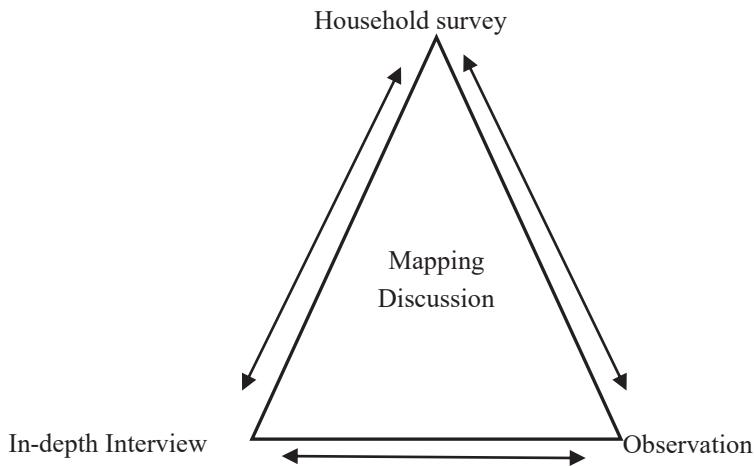 Household survey
Mapping
Discussion
In-depth Interview
Observation